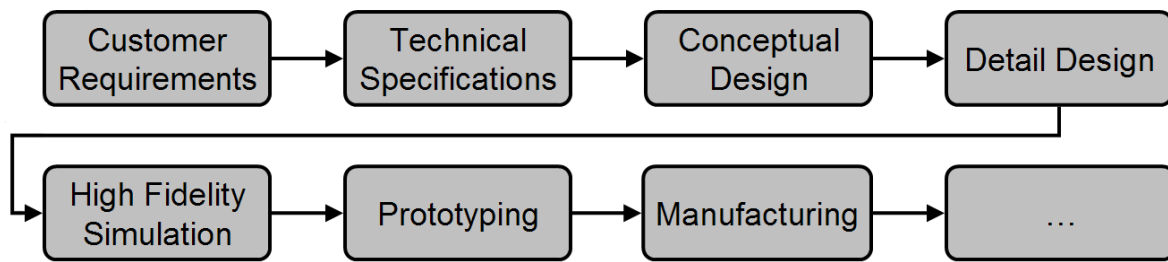 Customer
Requirements
Technical
Specifications
Conceptual
Design
Detail Design
High Fidelity
Simulation
Prototyping
Manufacturing
…